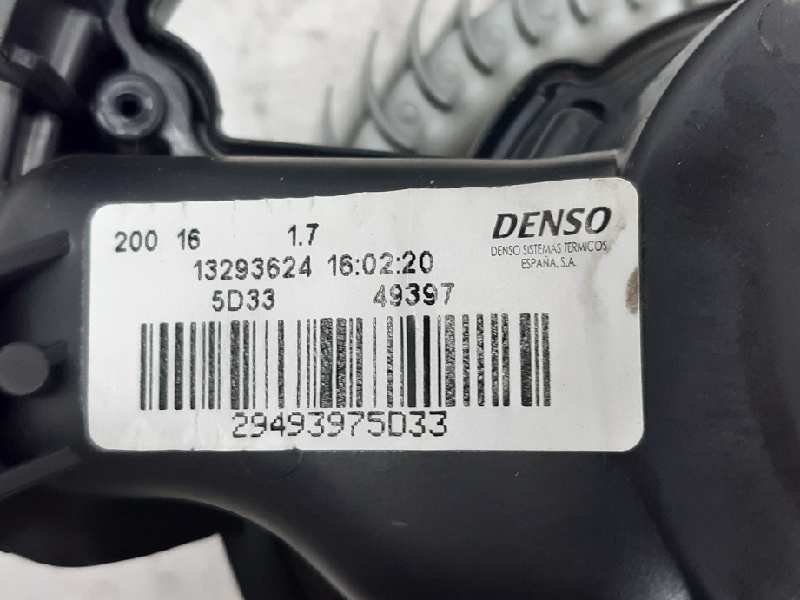 200 16 1.7
DENSO
DENSO SISTEMAS TERMICOS
ESPAÑA, S.A.
13293624 16:02:20
5D33 49397
29493975D33